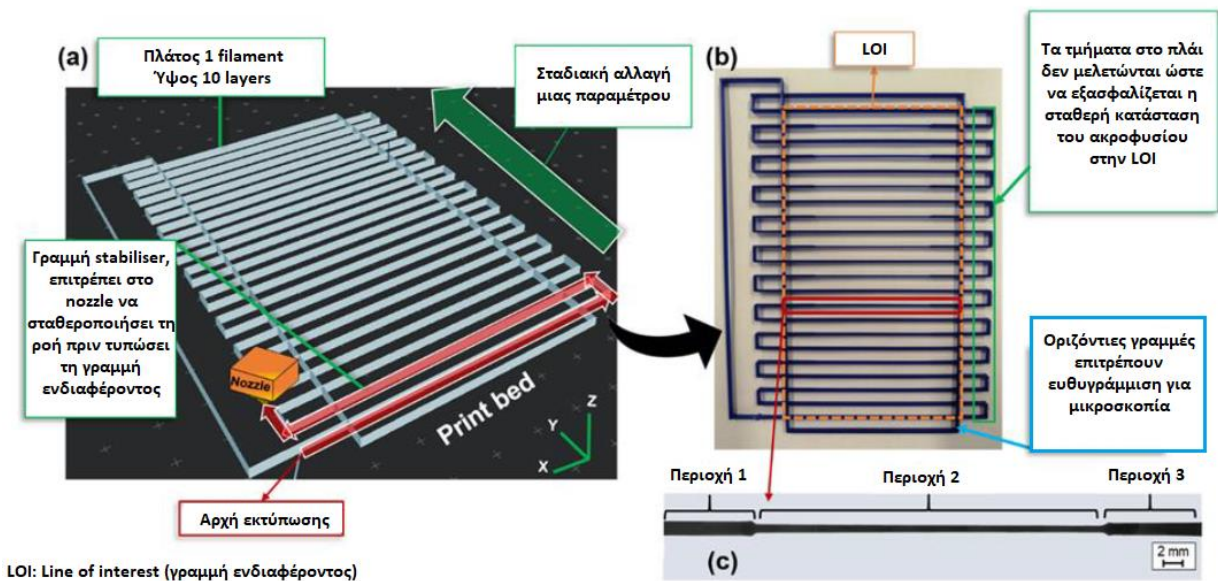 (a)
Πλάτος 1 filament
Ύψος 10 layers
Σταδιακή αλλαγή
μιας παραμέτρου
Γραμμή stabiliser,
επιτρέπει στο
nozzle να
σταθεροποιήσει τη
ροή πριν τυπώσει
τη γραμμή
ενδιαφέροντος
Nozzle
Print bed
Z
Y
X
Αρχή εκτύπωσης
LOI: Line of interest (γραμμή ενδιαφέροντος)
(b)
LOI
Τα τμήματα στο πλάι
δεν μελετώνται ώστε
να εξασφαλίζεται η
σταθερή κατάσταση
του ακροφυσίου
στην LOI
Οριζόντιες γραμμές
επιτρέπουν
ευθυγράμμιση για
μικροσκοπία
Περιοχή 1
Περιοχή 2
Περιοχή 3
(c)
2 mm